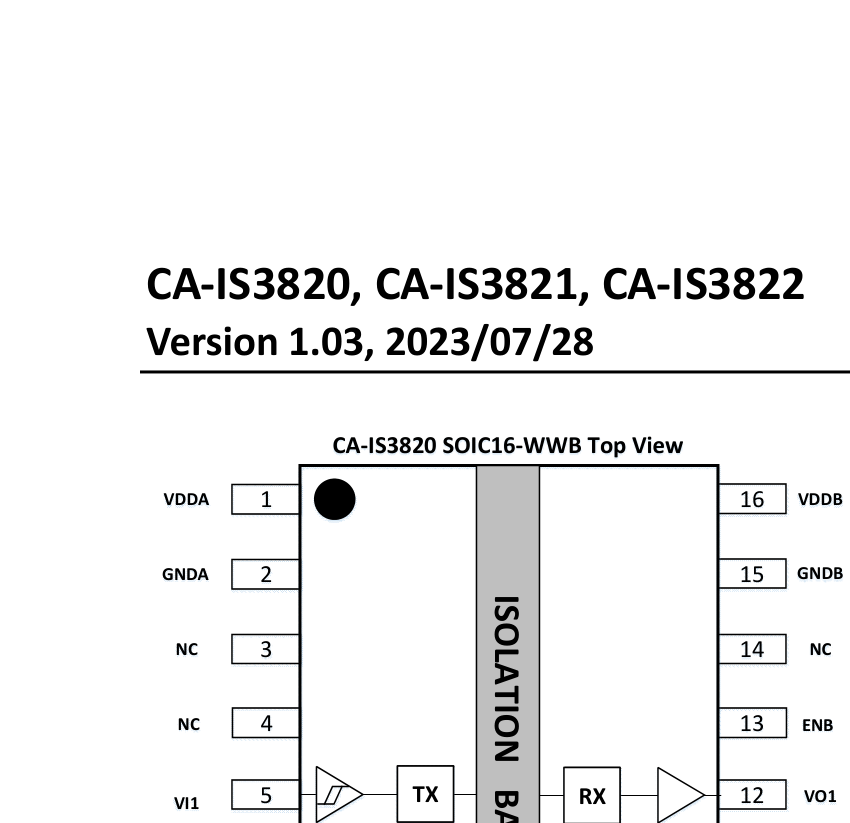 CA-IS3820, CA-IS3821, CA-IS3822
Version 1.03, 2023/07/28
CA-IS3820 SOIC16-WWB Top View
VDDA 1 16 VDDB
GNDA 2 15 GNDB
NC 3 14 NC
NC 4 13 ENB
VI1 5 TX RX 12 VO1
ISOLATION BA